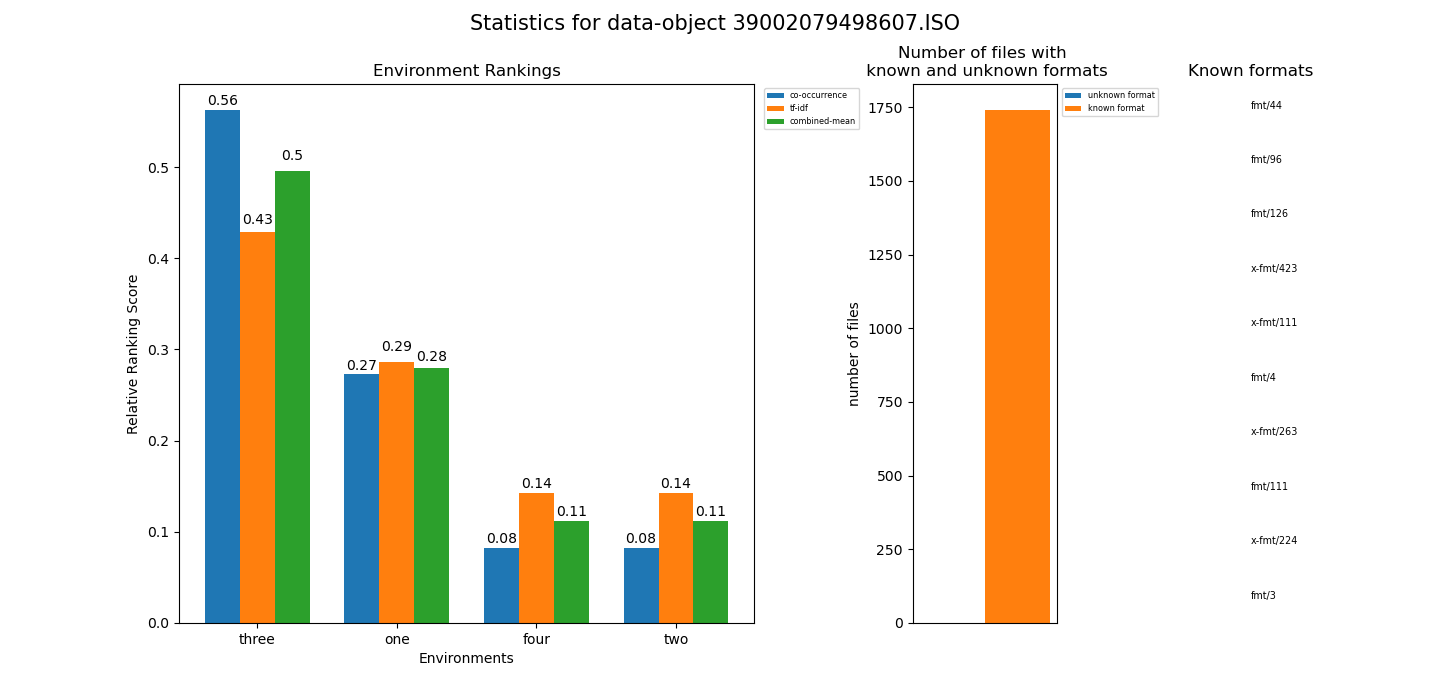 Statistics for data-object 39002079498607.ISO
Environment Rankings
0.56
0.43
0.5
0.27
0.29
0.28
0.08
0.14
0.11
0.08
0.14
0.11
0.5
0.4
0.3
0.2
0.1
0.0
Relative Ranking Score
three
one
four
two
Environments
co-occurrence
tf-idf
combined-mean
Number of files with
known and unknown formats
1750
1500
1250
1000
750
500
250
0
number of files
unknown format
known format
Known formats
fmt/44
fmt/96
fmt/126
x-fmt/423
x-fmt/111
fmt/4
x-fmt/263
fmt/111
x-fmt/224
fmt/3